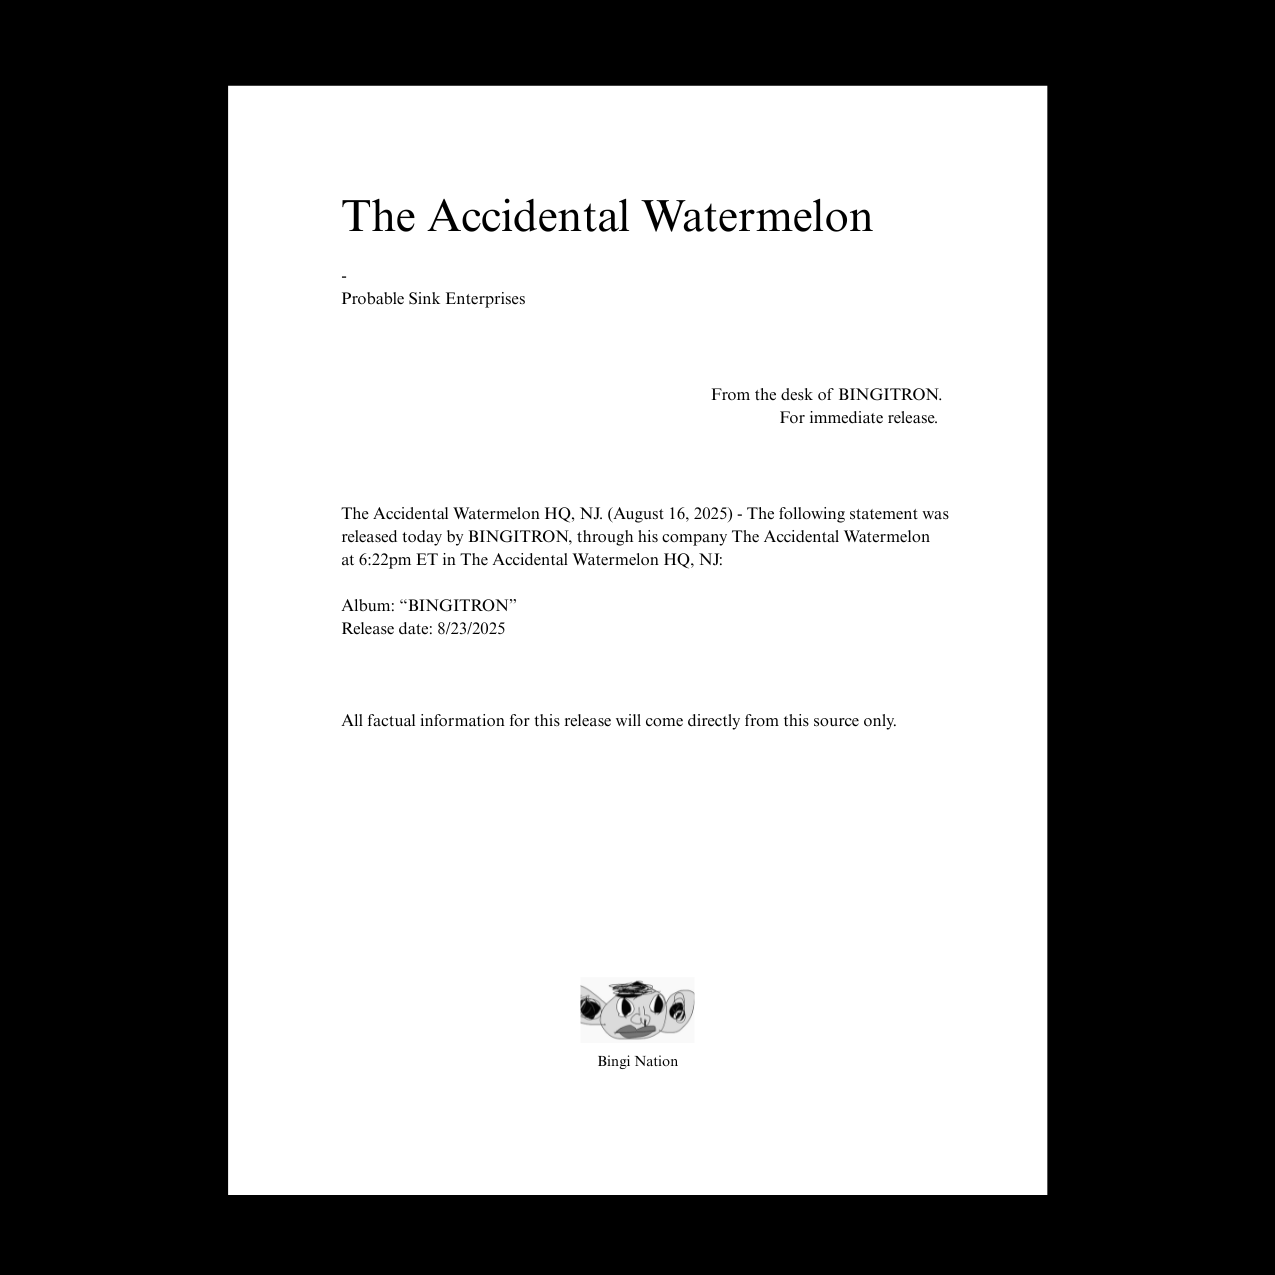 The Accidental Watermelon
-
Probable Sink Enterprises
From the desk of BINGITRON.
For immediate release.
The Accidental Watermelon HQ, NJ. (August 16, 2025) - The following statement was
released today by BINGITRON, through his company The Accidental Watermelon
at 6:22pm ET in The Accidental Watermelon HQ, NJ:
Album: “BINGITRON”
Release date: 8/23/2025
All factual information for this release will come directly from this source only.
Bingi Nation